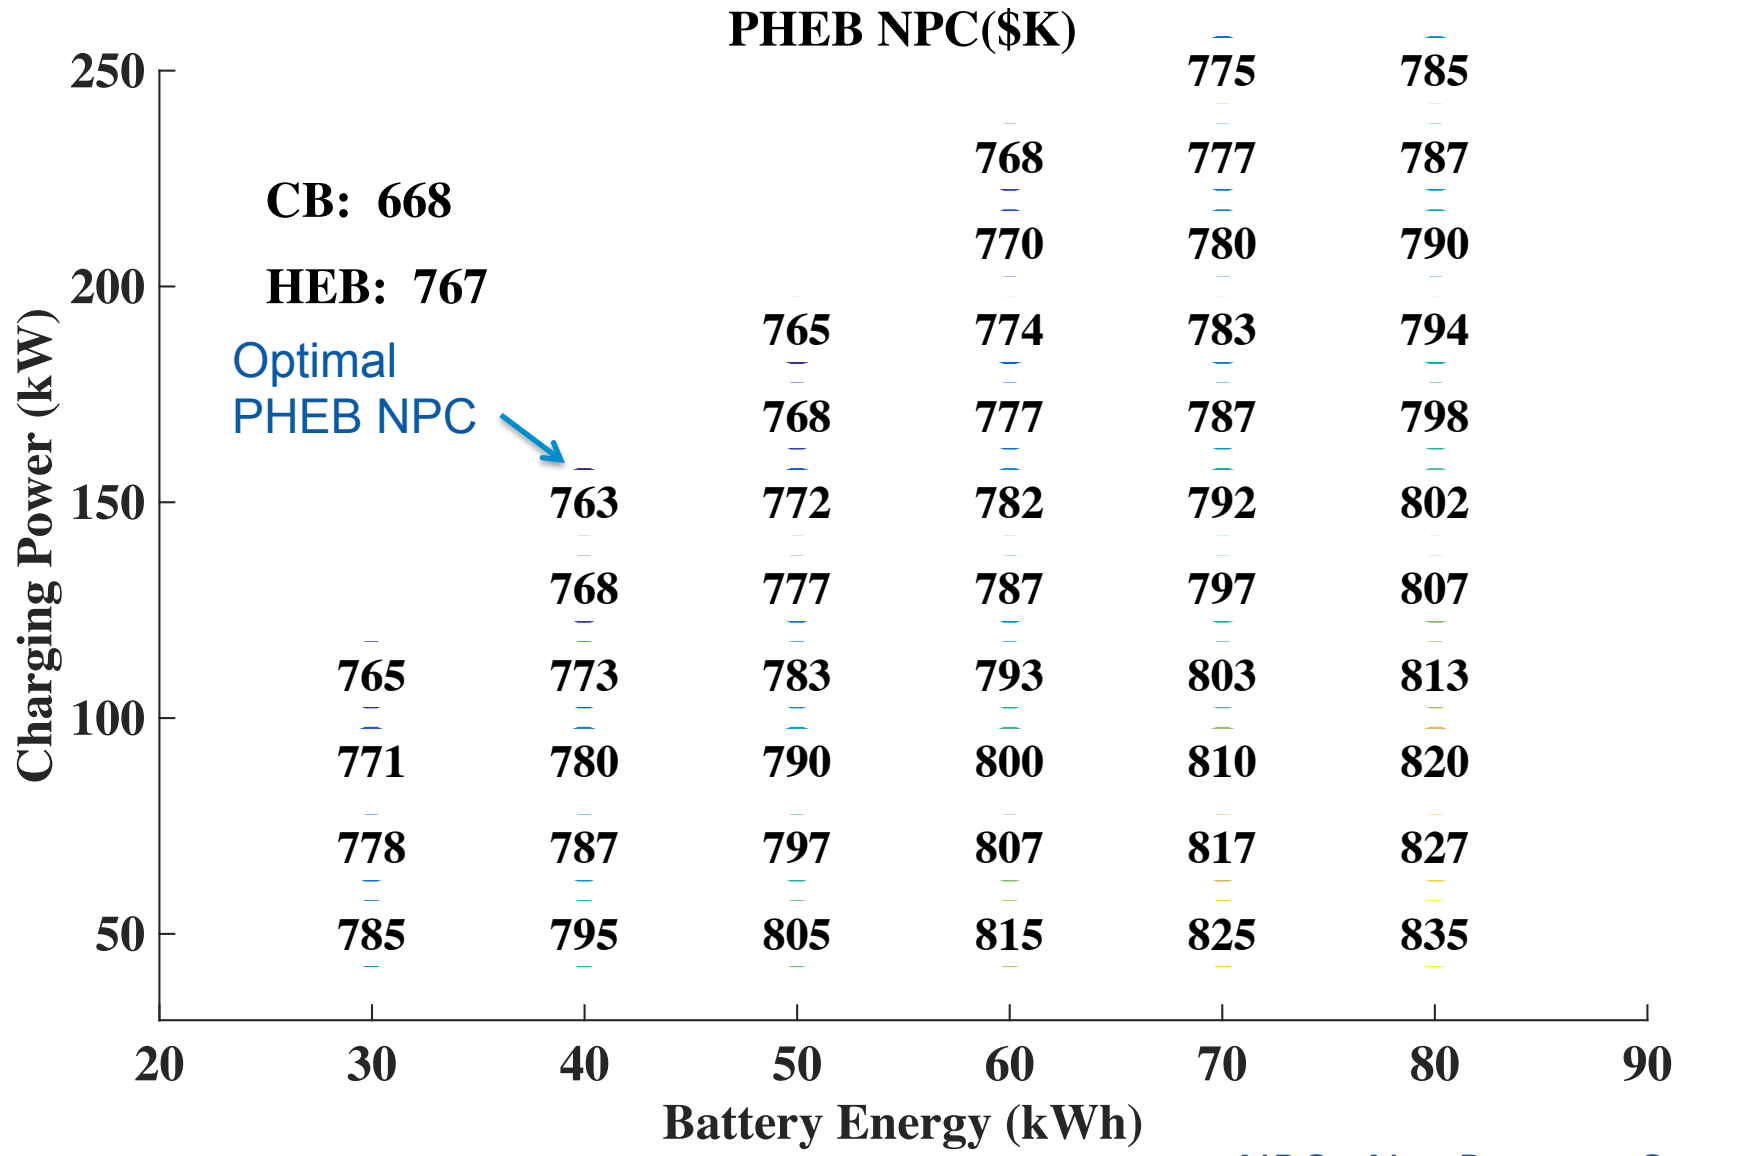 PHEB NPC($K)
250 775 785
768 777 787
CB: 668
770 780 790
HEB: 767
200
765 774 783 794
Optimal
PHEB NPC
768 777 787 798
150 763 772 782 792 802
768 777 787 797 807
765 773 783 793 803 813
100
771 780 790 800 810 820
778 787 797 807 817 827
50 785 795 805 815 825 835
Charging Power (kW)
20 30 40 50 60 70 80 90
Battery Energy (kWh)